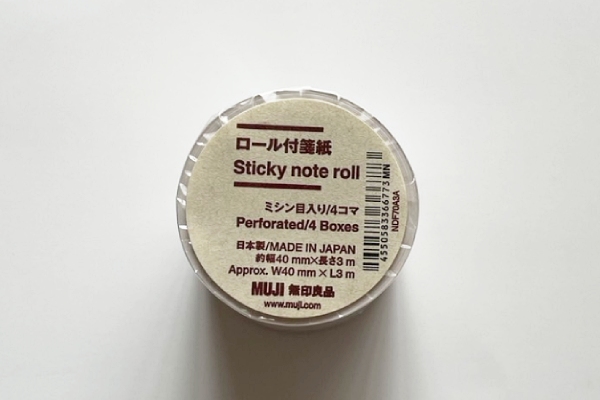 ロール付箋紙
Sticky note roll
ミシン目入り/4コマ
Perforated/4 Boxes
日本製/MADE IN JAPAN
約幅40 mm×長さ3 m
Approx. W40 mm × L3 m
MUJI 無印良品
www.muji.com
4550583366773 MN
NDF70A3A